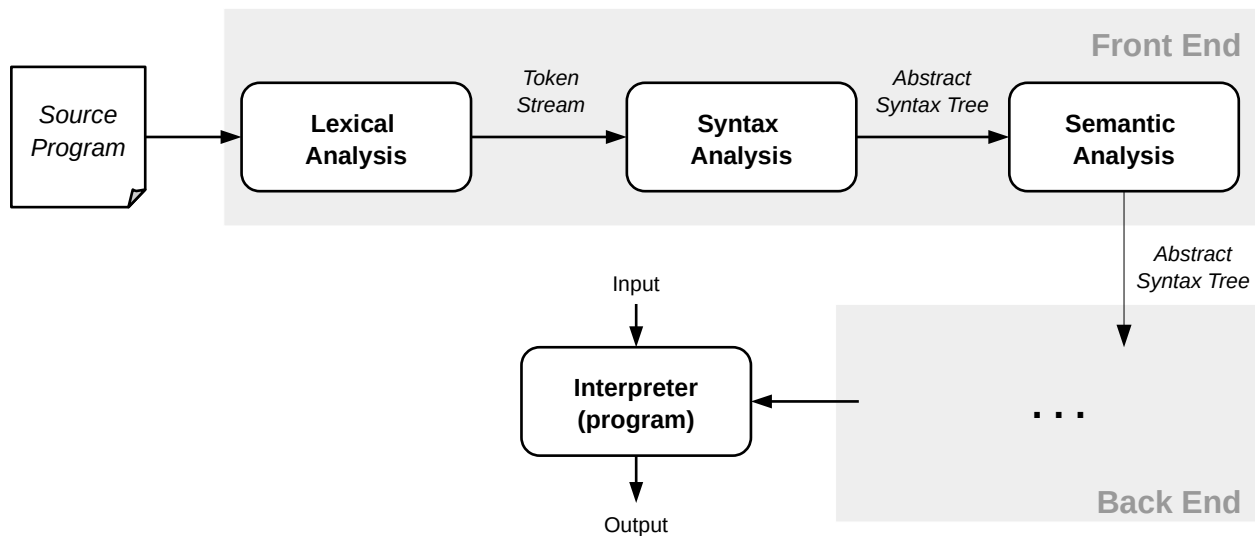 Front End
Source
Program
Lexical
Analysis
Token
Stream
Syntax
Analysis
Abstract
Syntax Tree
Semantic
Analysis
Abstract
Syntax Tree
Input
Interpreter
(program)
Output
. . .
Back End